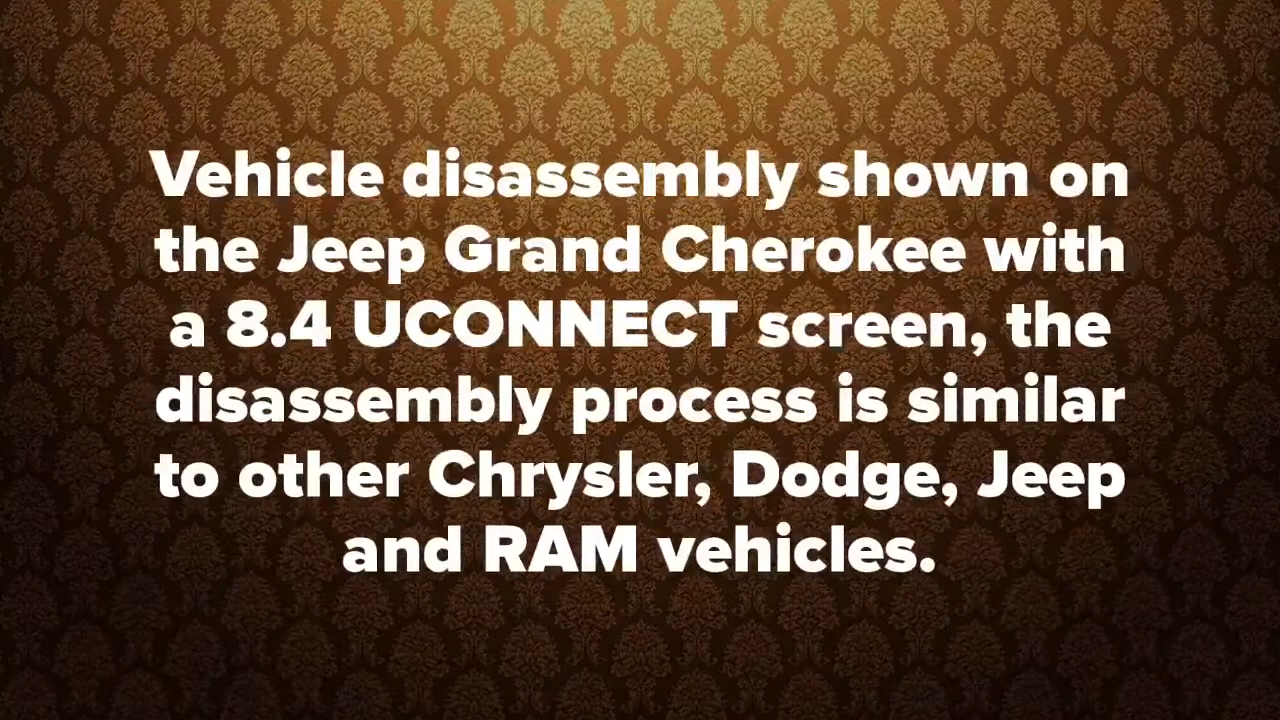 Vehicle disassembly shown on
the Jeep Grand Cherokee with
a 8.4 UCONNECT screen, the
disassembly process is similar
to other Chrysler, Dodge, Jeep
and RAM vehicles.